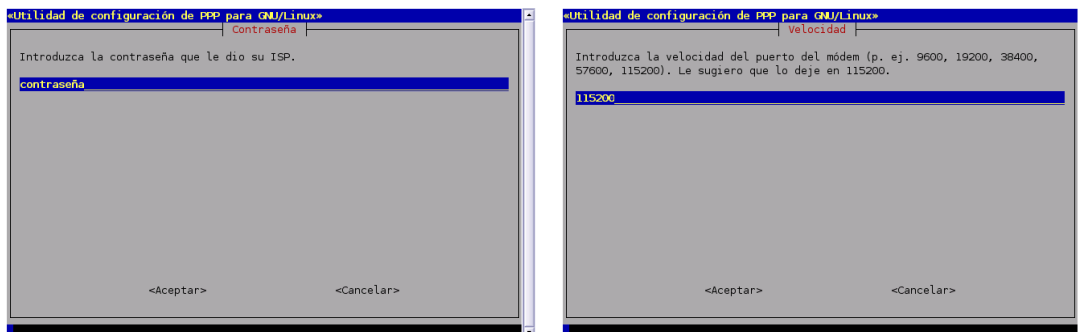 «Utilidad de configuración de PPP para GNU/Linux»
Contraseña
Introduzca la contraseña que le dio su ISP.
contraseña
<Aceptar> <Cancelar>
«Utilidad de configuración de PPP para GNU/Linux»
Velocidad
Introduzca la velocidad del puerto del módem (p. ej. 9600, 19200, 38400,
57600, 115200). Le sugiero que lo deje en 115200.
115200
<Aceptar> <Cancelar>